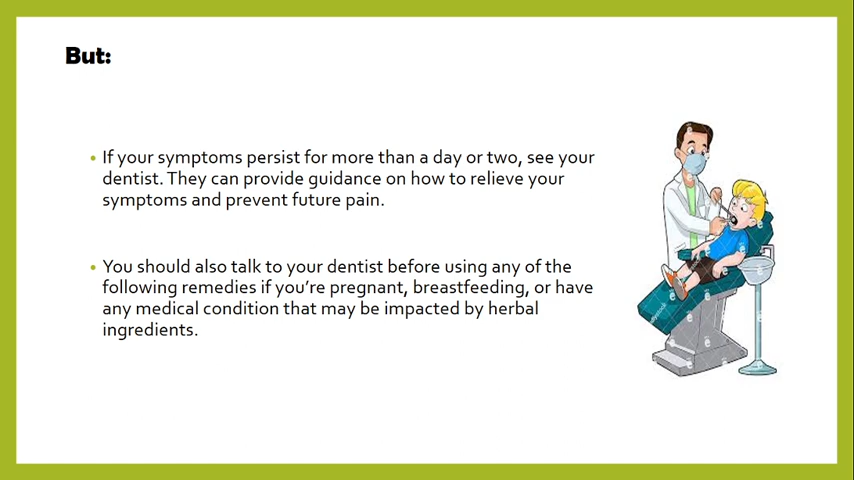 But:
• If your symptoms persist for more than a day or two, see your
dentist. They can provide guidance on how to relieve your
symptoms and prevent future pain.
• You should also talk to your dentist before using any of the
following remedies if you’re pregnant, breastfeeding, or have
any medical condition that may be impacted by herbal
ingredients.